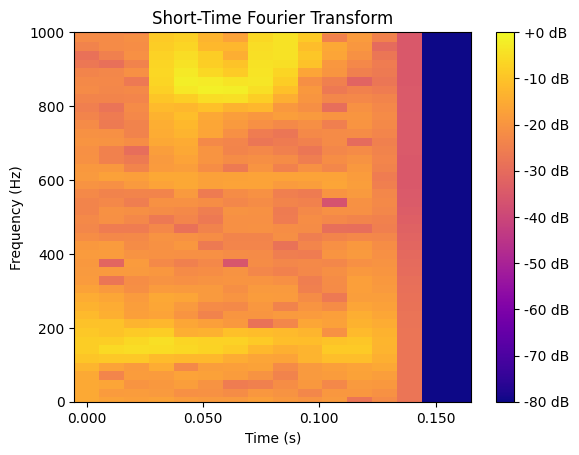 Short-Time Fourier Transform
1000
800
600
400
200
0
Frequency (Hz)
0.000
0.050
0.100
0.150
Time (s)
+0 dB
-10 dB
-20 dB
-30 dB
-40 dB
-50 dB
-60 dB
-70 dB
-80 dB